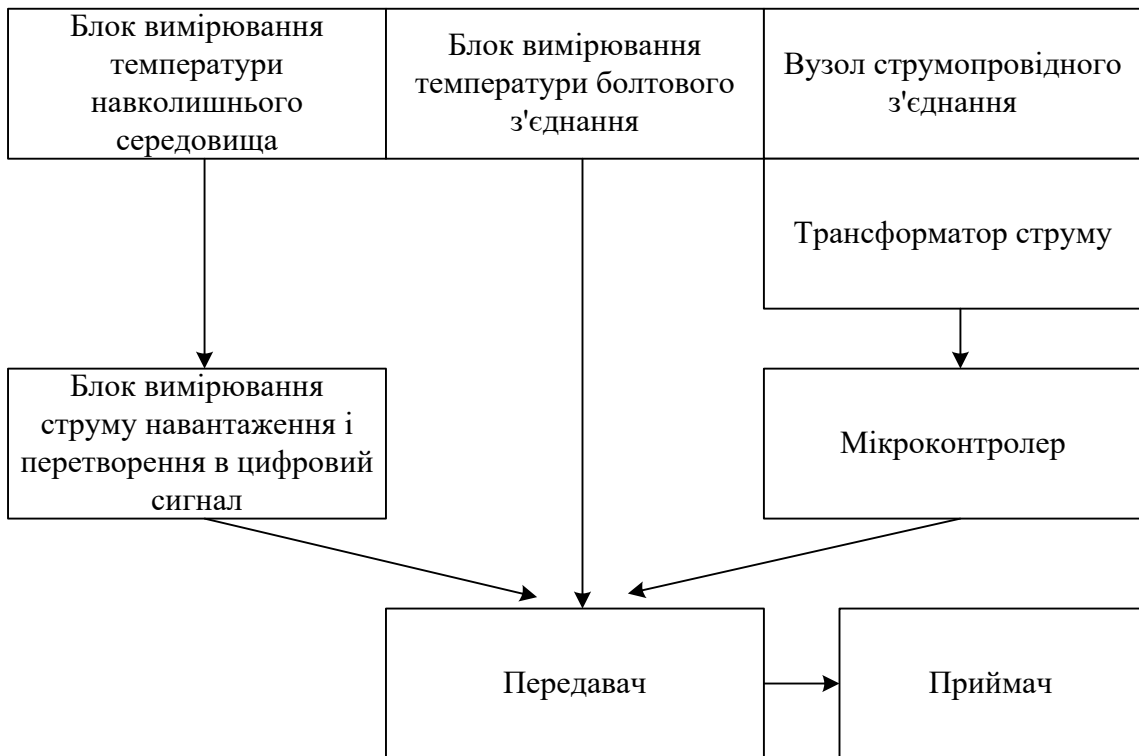 Блок вимірювання
температури
навколишнього
середовища
Блок вимірювання
температури болтового
з'єднання
Вузол струмопровідного
з'єднання
Трансформатор струму
Блок вимірювання
струму навантаження і
перетворення в цифровий
сигнал
Мікроконтролер
Передавач
Приймач